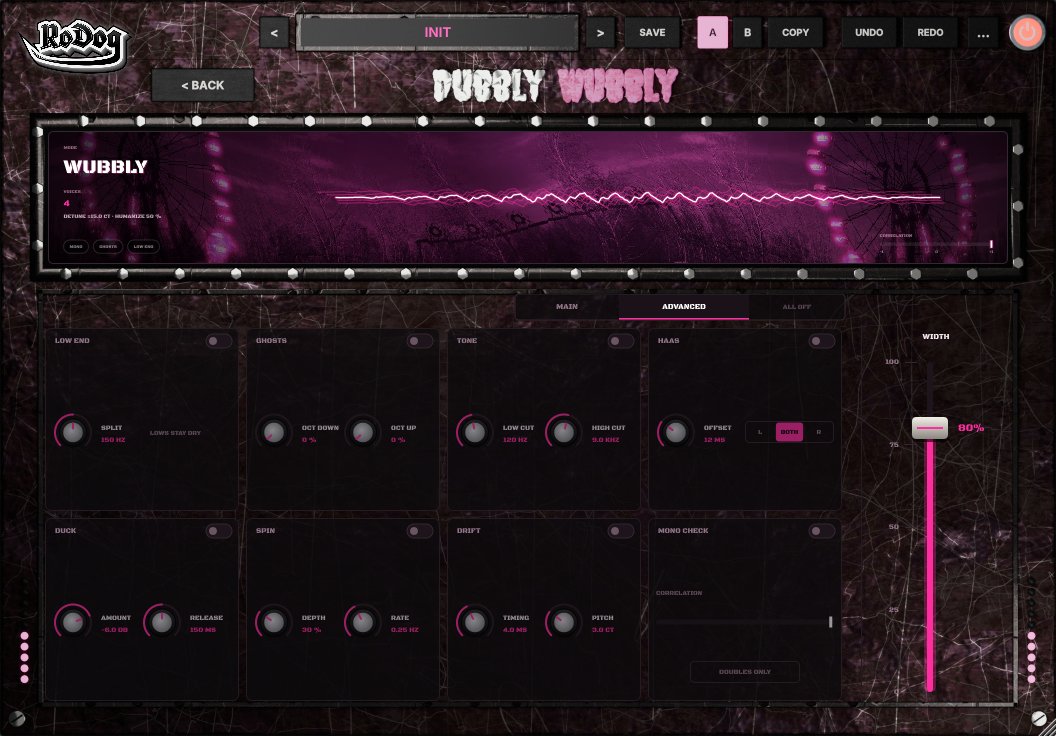 RoDog
<
INIT
>
SAVE
A
B
COPY
UNDO
REDO
...
< BACK
DUBBLY WUBBLY
MODE
WUBBLY
VOICES
4
DETUNE ±15.0 CT · HUMANIZE 50 %
MONO
GHOSTS
LOW END
CORRELATION
MAIN
ADVANCED
ALL OFF
LOW END
SPLIT
150 HZ
LOWS STAY DRY
GHOSTS
OCT DOWN
0 %
OCT UP
0 %
TONE
LOW CUT
120 HZ
HIGH CUT
9.0 KHZ
HAAS
OFFSET
12 MS
L
BOTH
R
WIDTH
100
80%
75
50
25
DUCK
AMOUNT
-6.0 DB
RELEASE
150 MS
SPIN
DEPTH
30 %
RATE
0.25 HZ
DRIFT
TIMING
4.0 MS
PITCH
3.0 CT
MONO CHECK
CORRELATION
DOUBLES ONLY